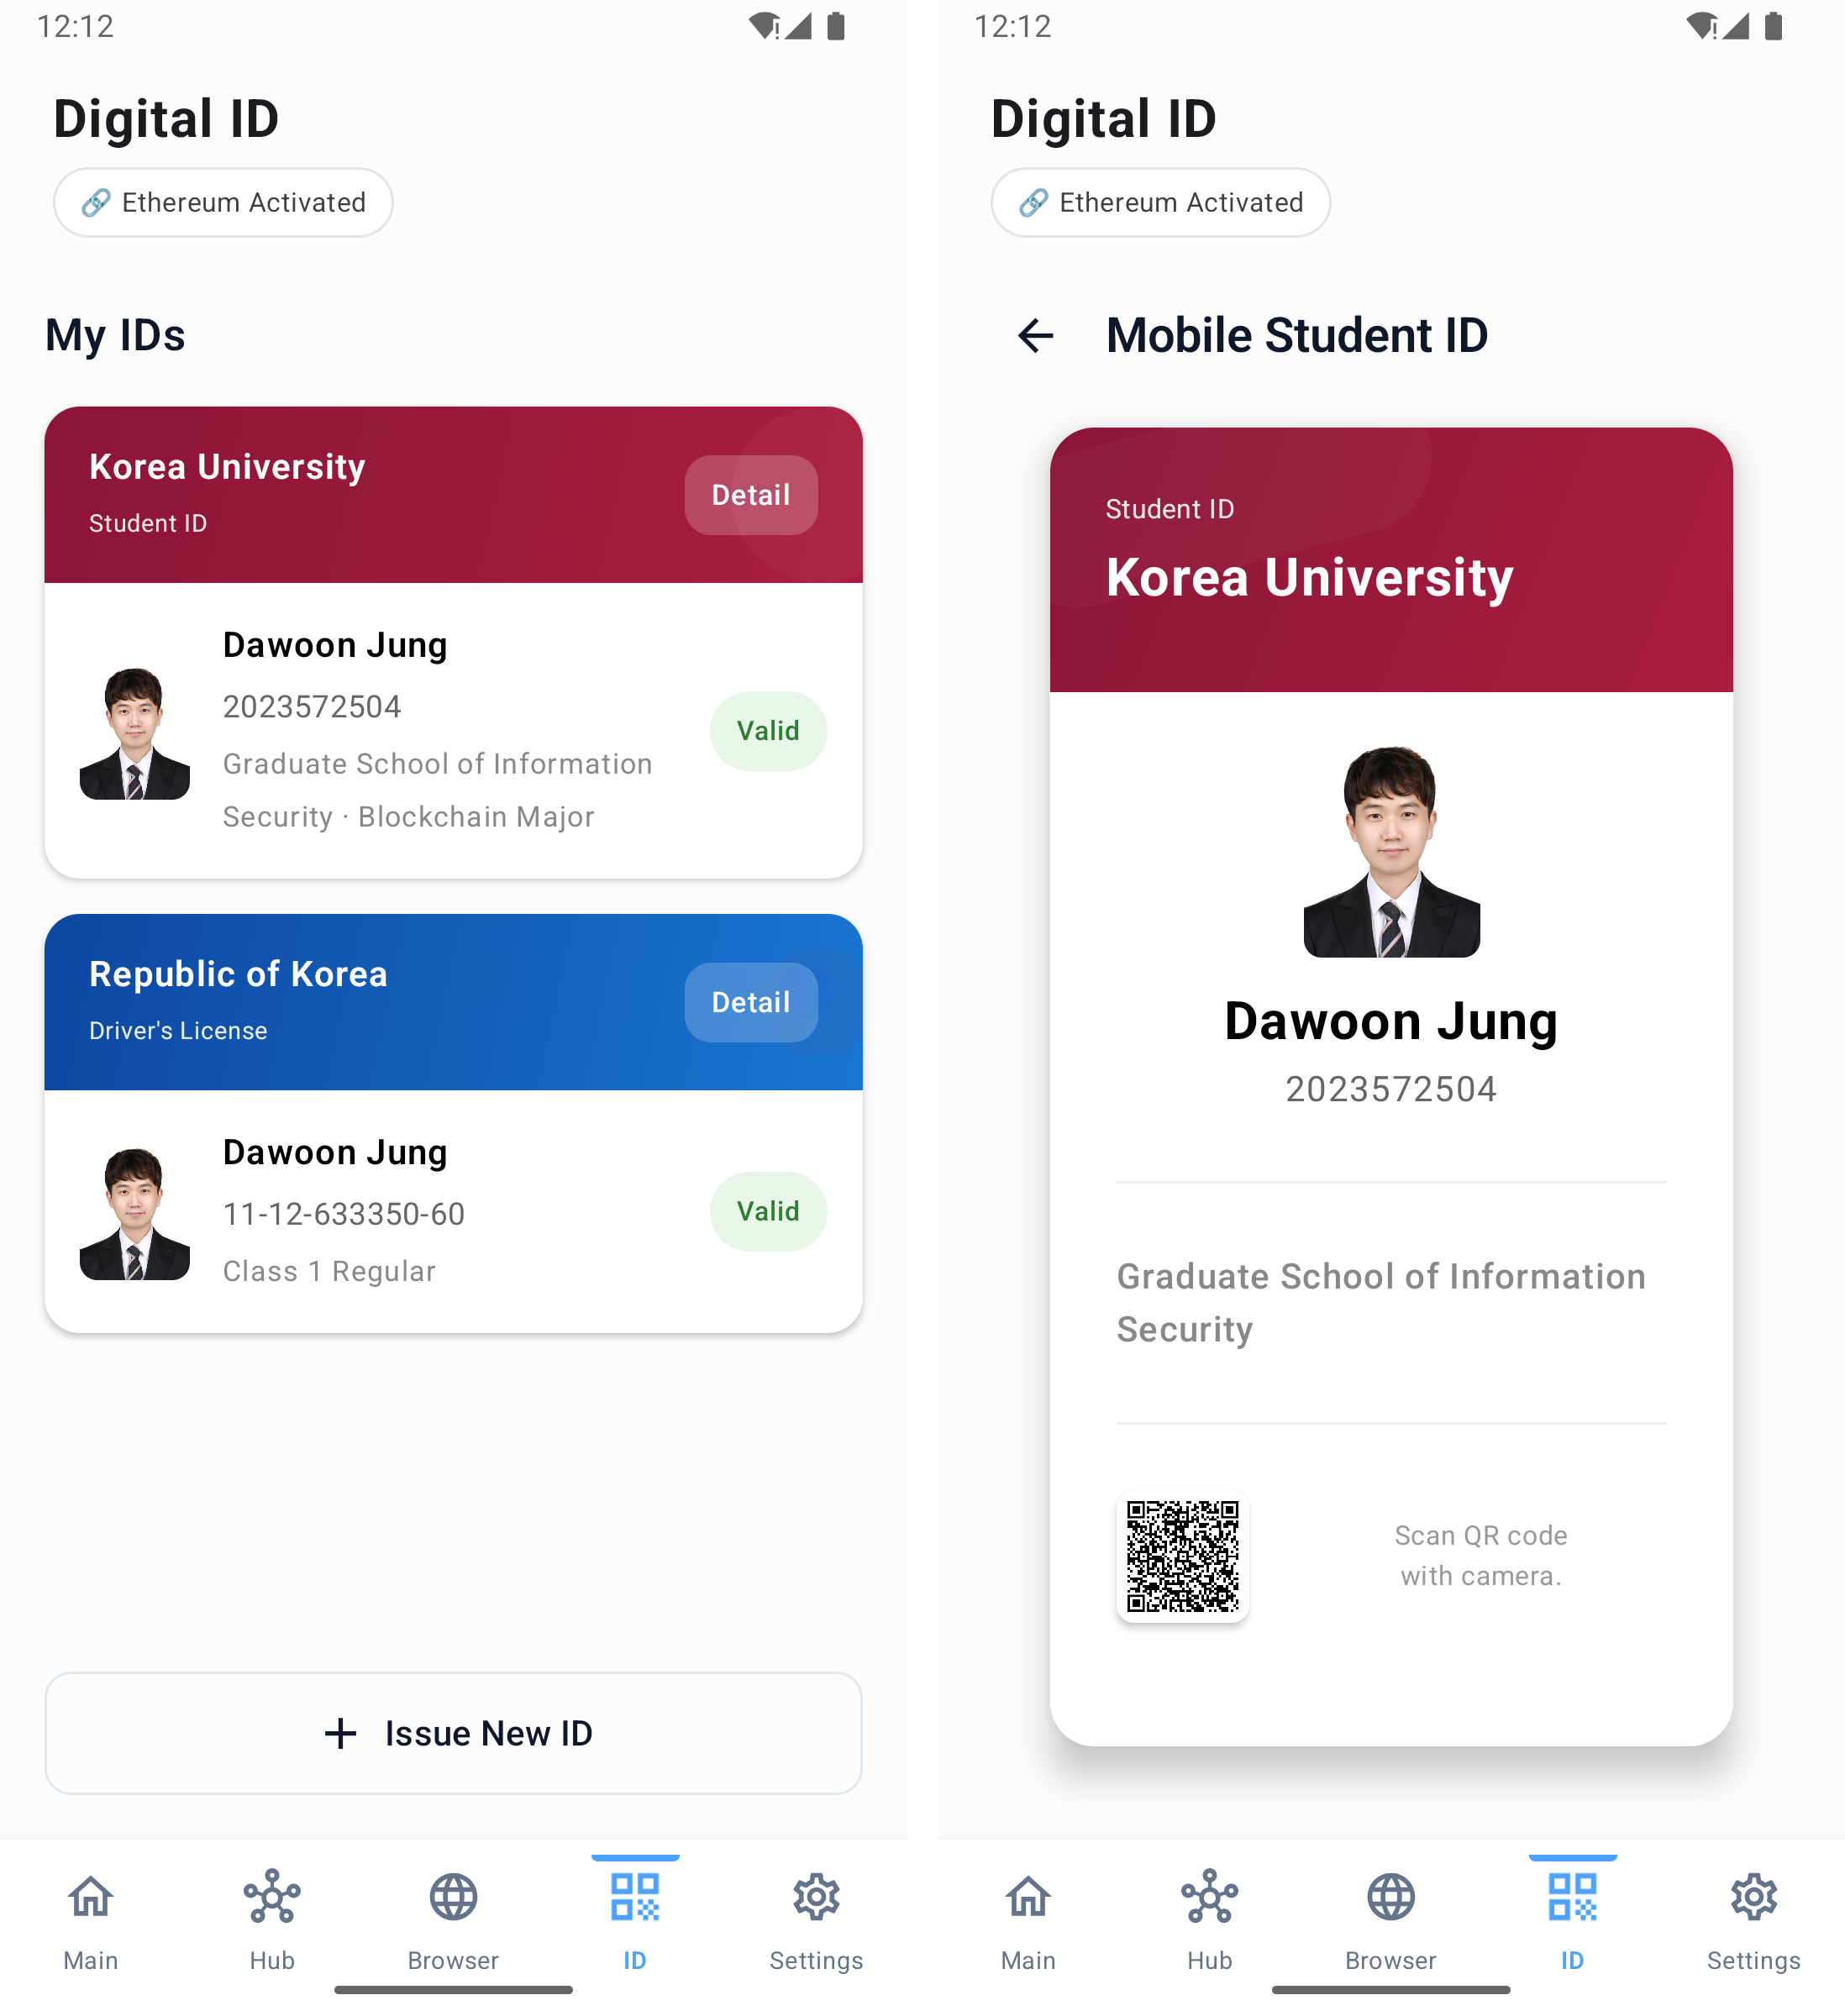 12:12
Digital ID
Ethereum Activated
My IDs
Korea University
Student ID
Detail
Dawoon Jung
2023572504
Graduate School of Information
Security · Blockchain Major
Valid
Republic of Korea
Driver's License
Detail
Dawoon Jung
11-12-633350-60
Class 1 Regular
Valid
+ Issue New ID
Main
Hub
Browser
ID
Settings
12:12
Digital ID
Ethereum Activated
Mobile Student ID
Student ID
Korea University
Dawoon Jung
2023572504
Graduate School of Information
Security
Scan QR code
with camera.
Main
Hub
Browser
ID
Settings